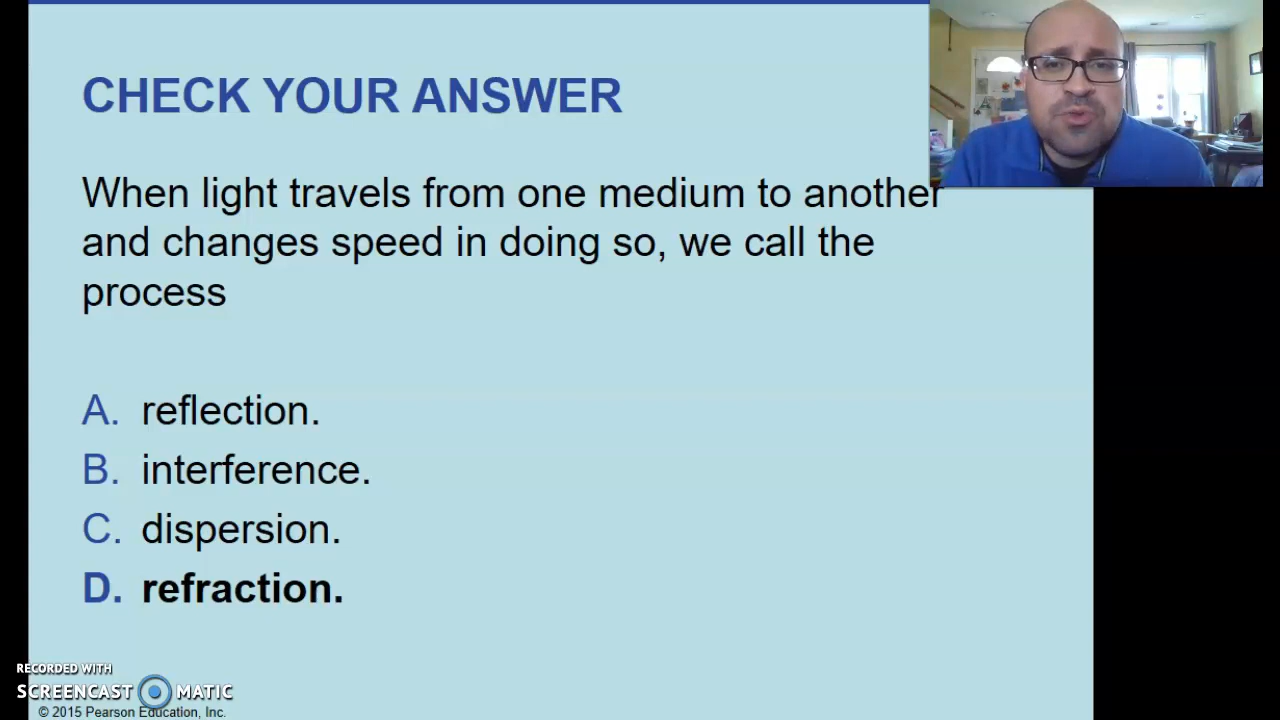 CHECK YOUR ANSWER
When light travels from one medium to another
and changes speed in doing so, we call the
process
A. reflection.
B. interference.
C. dispersion.
D. refraction.
RECORDED WITH
SCREENCAST MATIC
© 2015 Pearson Education, Inc.